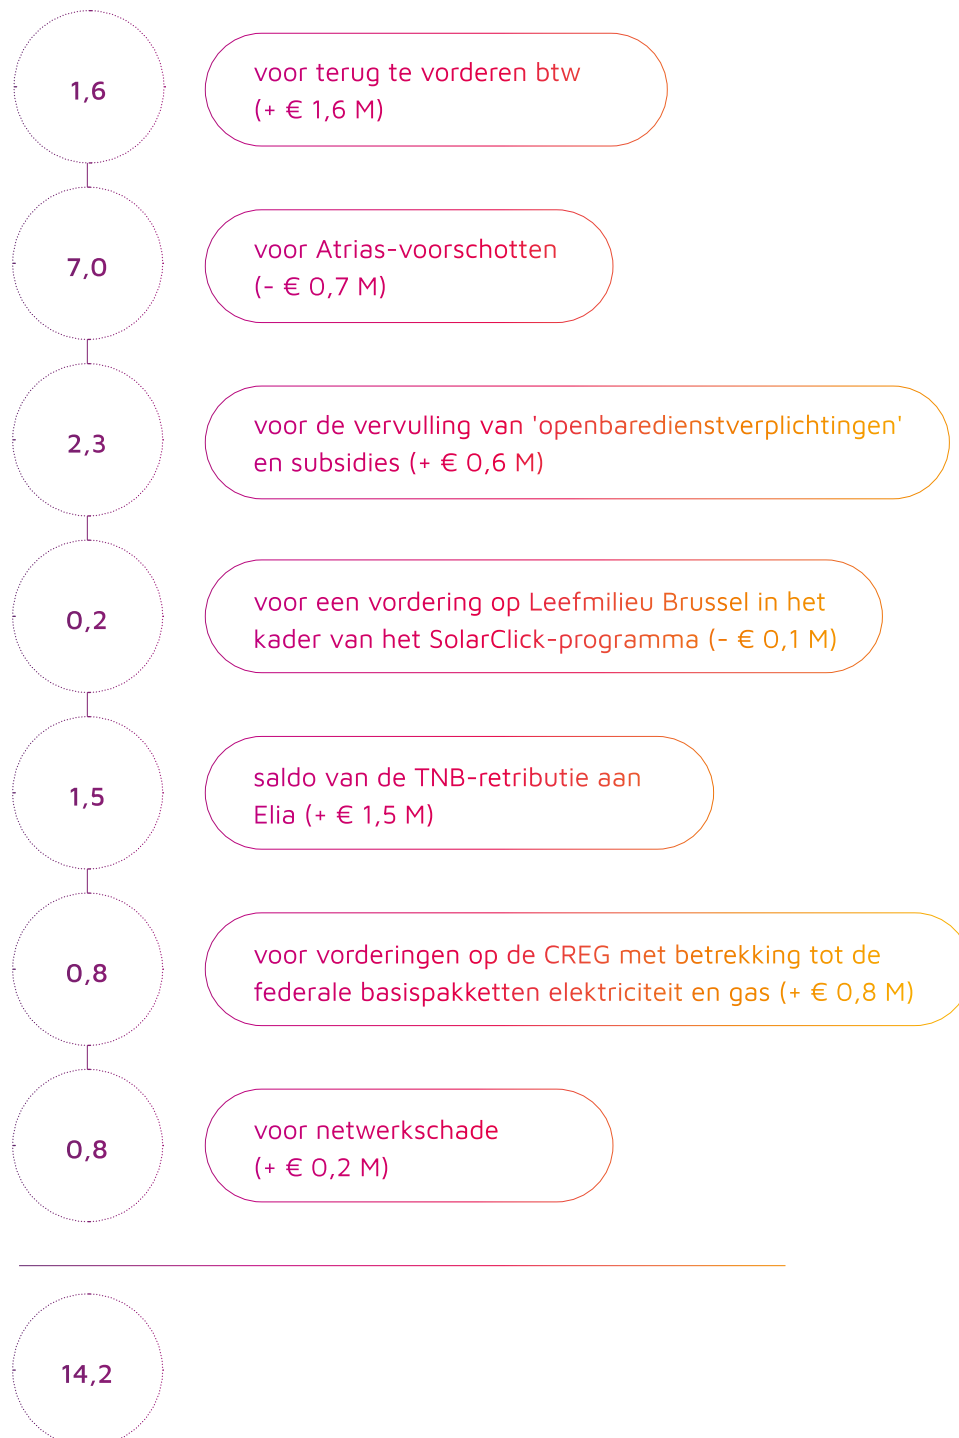 1,6
voor terug te vorderen btw
(+ € 1,6 M)
7,0
voor Atrias-voorschotten
(- € 0,7 M)
2,3
voor de vervulling van 'openbaredienstverplichtingen'
en subsidies (+ € 0,6 M)
0,2
voor een vordering op Leefmilieu Brussel in het
kader van het SolarClick-programma (- € 0,1 M)
1,5
saldo van de TNB-retributie aan
Elia (+ € 1,5 M)
0,8
voor vorderingen op de CREG met betrekking tot de
federale basispakketten elektriciteit en gas (+ € 0,8 M)
0,8
voor netwerkschade
(+ € 0,2 M)
14,2